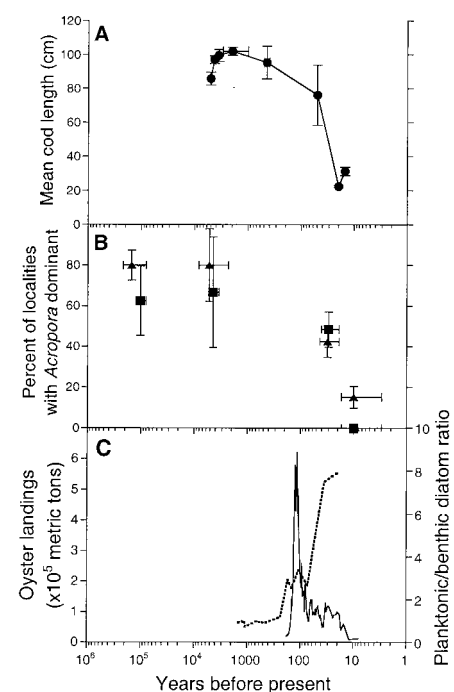 A
Mean cod length (cm)
120
100
80
60
40
20
0
B
Percent of localities
with Acropora dominant
80
60
40
20
0
C
Oyster landings
(x10⁵ metric tons)
6
5
4
3
2
1
0
10
8
6
4
2
0
Planktonic/benthic diatom ratio
10⁶ 10⁵ 10⁴ 1000 100 10 1
Years before present